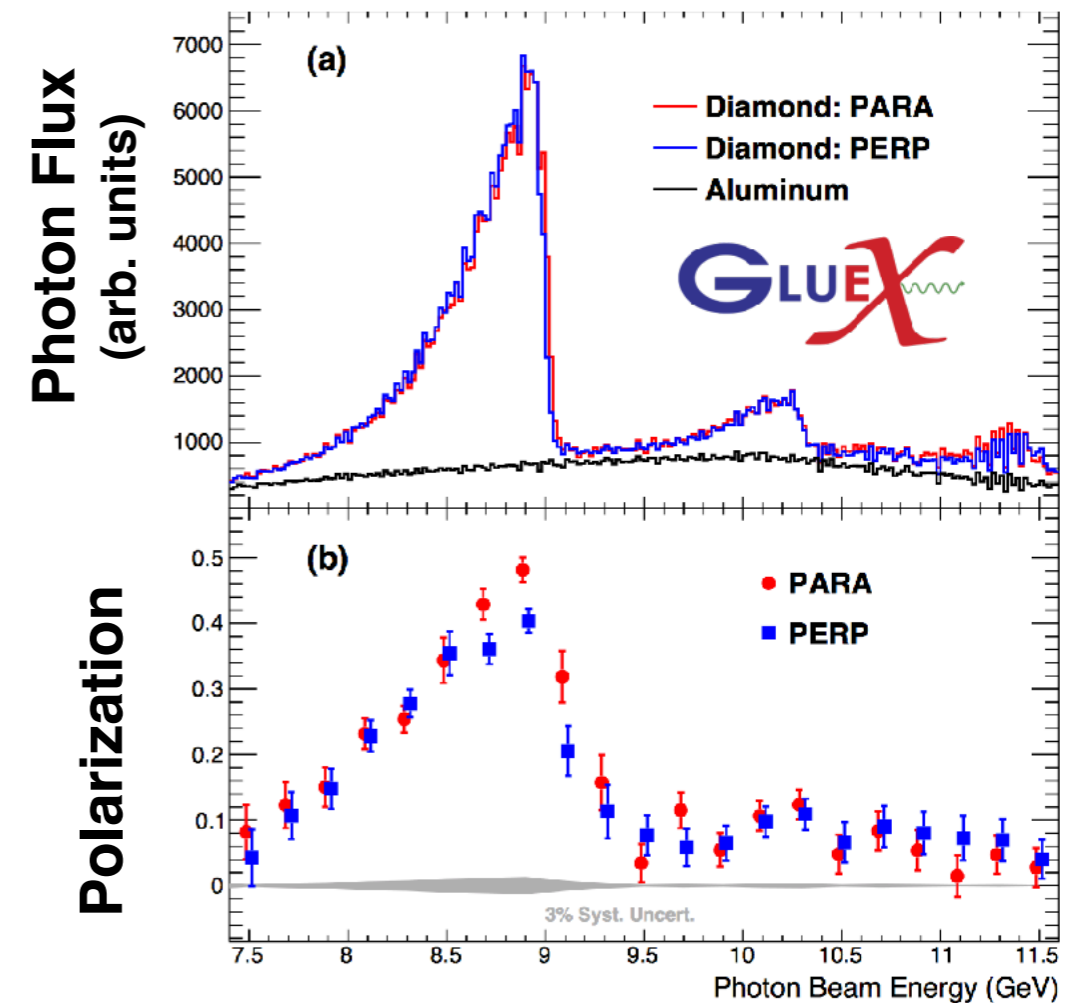 Photon Flux
(arb. units)
(a)
7000
6000
5000
4000
3000
2000
1000
Diamond: PARA
Diamond: PERP
Aluminum
GLUEX
Polarization
(b)
0.5
0.4
0.3
0.2
0.1
0
PARA
PERP
3% Syst. Uncert.
7.5 8 8.5 9 9.5 10 10.5 11 11.5
Photon Beam Energy (GeV)